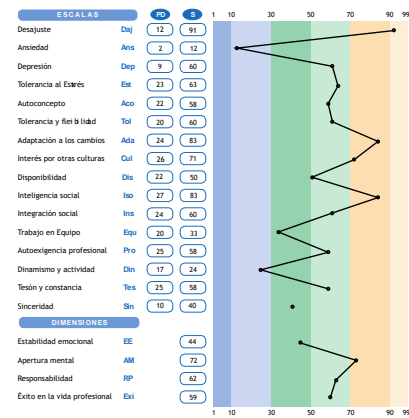 ESCALAS PD S 1 10 30 50 70 90 99
Desajuste Daj 12 91
Ansiedad Ans 2 12
Depresión Dep 9 60
Tolerancia al Estrés Est 23 63
Autoconcepto Aco 22 58
Tolerancia y flexibilidad Tol 20 60
Adaptación a los cambios Ada 24 83
Interés por otras culturas Cul 26 71
Disponibilidad Dis 22 50
Inteligencia social Iso 27 83
Integración social Ins 24 60
Trabajo en Equipo Equ 20 33
Autoexigencia profesional Pro 25 58
Dinamismo y actividad Din 17 24
Tesón y constancia Tes 25 58
Sinceridad Sin 10 40
DIMENSIONES
Estabilidad emocional EE 44
Apertura mental AM 72
Responsabilidad RP 62
Éxito en la vida profesional Exi 59
1 10 30 50 70 90 99